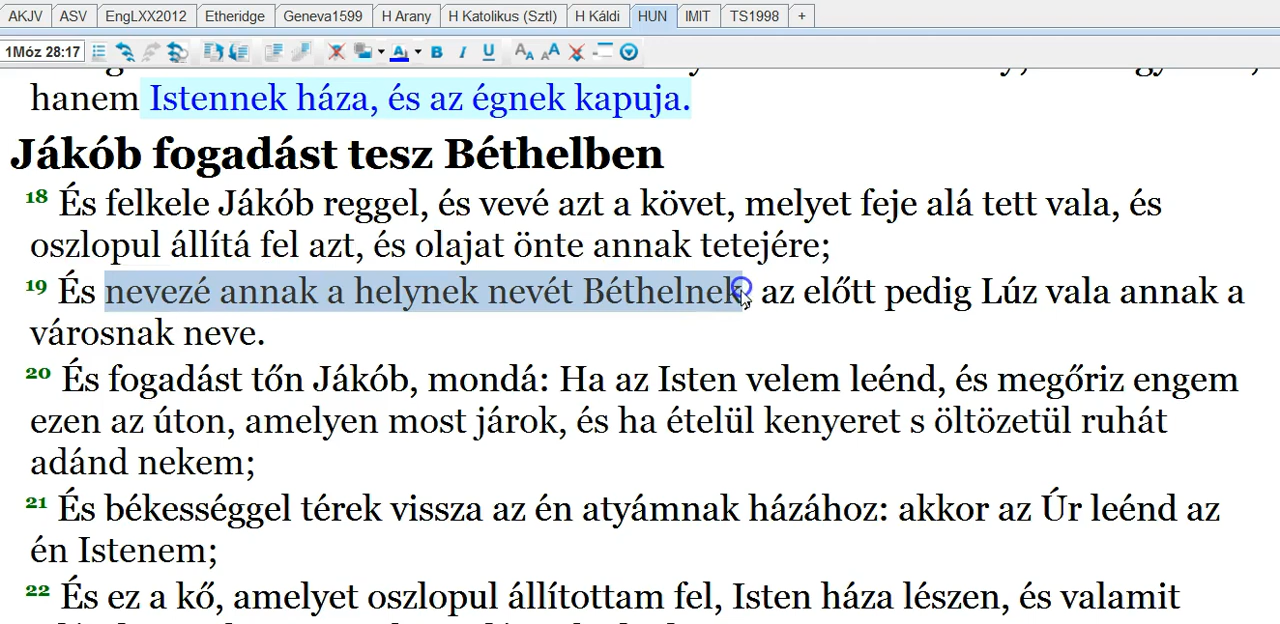 AKJV ASV EngLXX2012 Etheridge Geneva1599 H Arany H Katolikus (Sztl) H Káldi HUN IMIT TS1998 +
1Móz 28:17 A B I U A A A A
hanem Istennek háza, és az égnek kapuja.
Jákób fogadást tesz Béthelben
18 És felkele Jákób reggel, és vevé azt a követ, melyet feje alá tett vala, és
oszlopul állítá fel azt, és olajat önte annak tetejére;
19 És nevezé annak a helynek nevét Béthelnek, az előtt pedig Lúz vala annak a
városnak neve.
20 És fogadást tőn Jákób, mondá: Ha az Isten velem leénd, és megőriz engem
ezen az úton, amelyen most járok, és ha ételül kenyeret s öltözetül ruhát
adánd nekem;
21 És békességgel térek vissza az én atyámnak házához: akkor az Úr leénd az
én Istenem;
22 És ez a kő, amelyet oszlopul állítottam fel, Isten háza lészen, és valamit